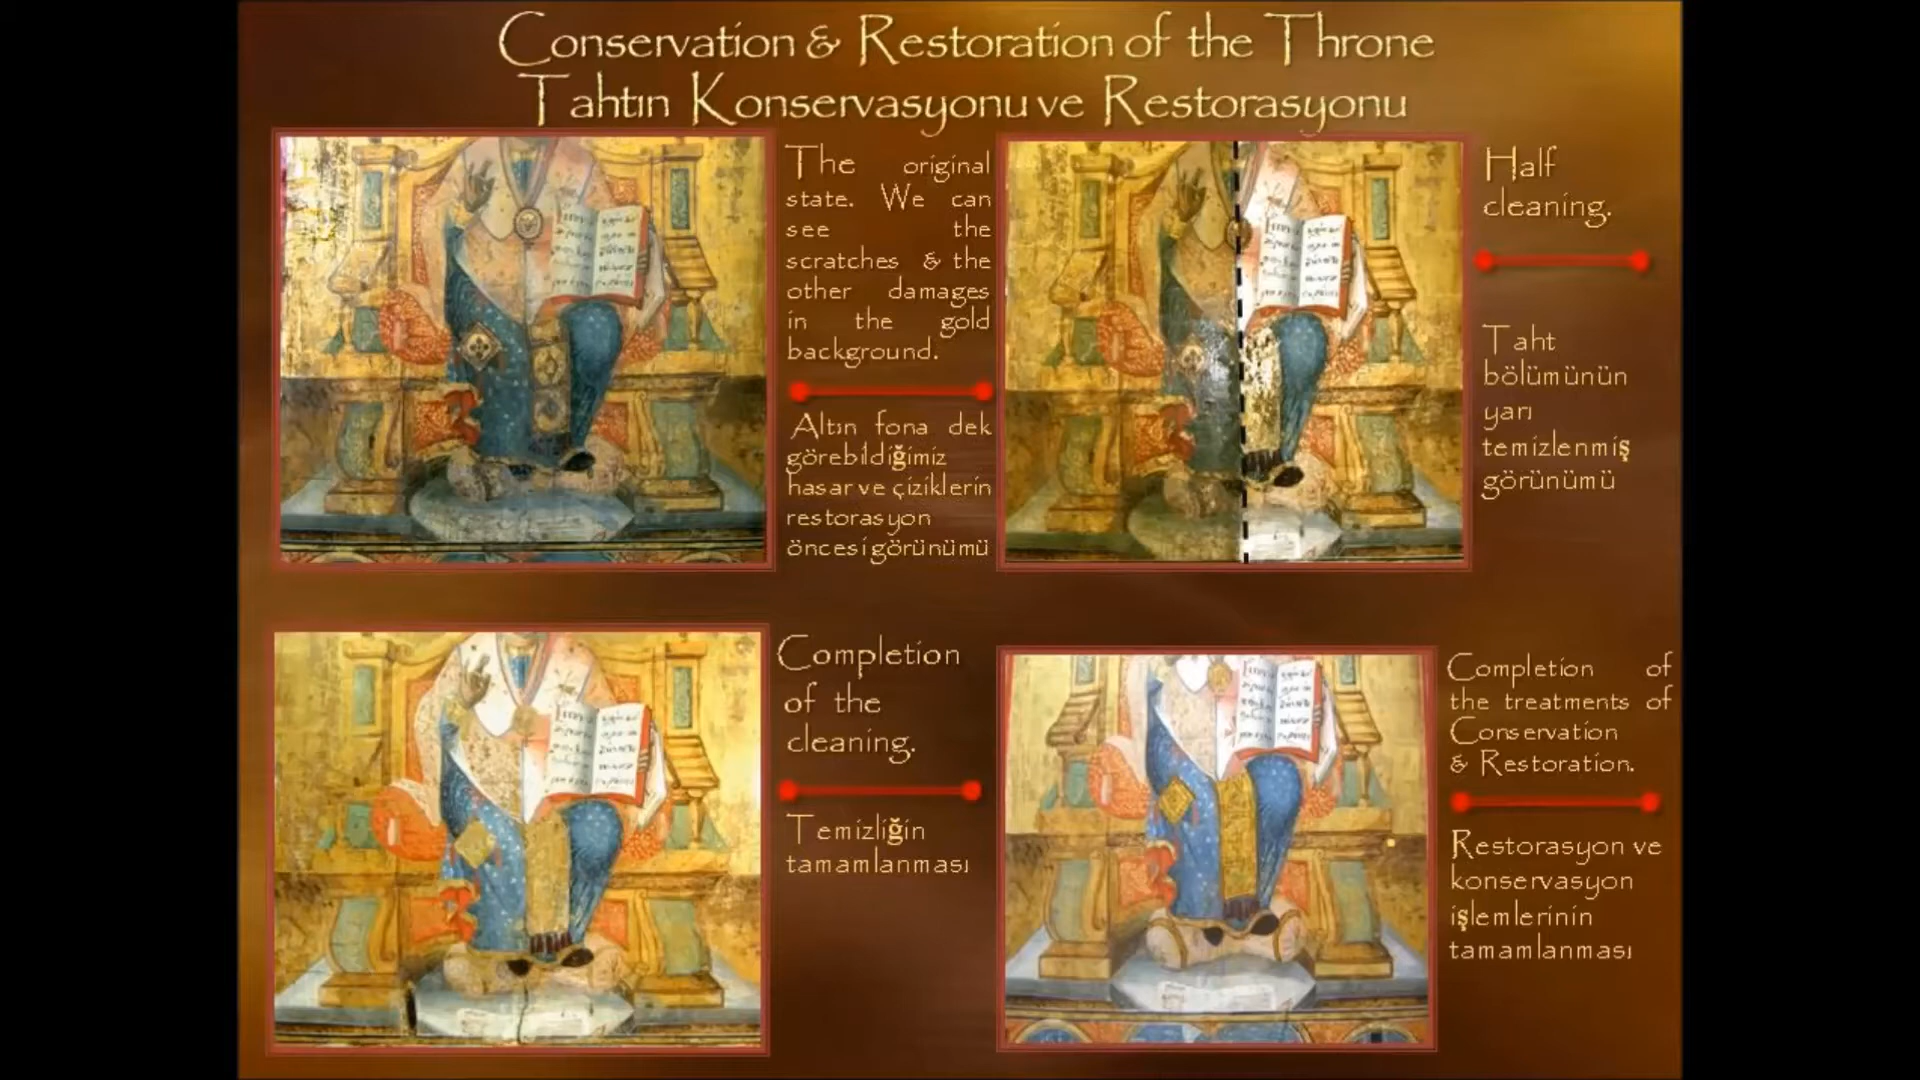 Conservation & Restoration of the Throne
Tahtın Konservasyonu ve Restorasyonu
The original
state. We can
see the
scratches & the
other damages
in the gold
background.
Altın fona dek
görebildiğimiz
hasar ve çiziklerin
restorasyon
öncesi görünümü
Half
cleaning.
Taht
bölümünün
yarı
temizlenmiş
görünümü
Completion
of the
cleaning.
Temizliğin
tamamlanması
Completion of
the treatments of
Conservation
& Restoration.
Restorasyon ve
konservasyon
işlemlerinin
tamamlanması